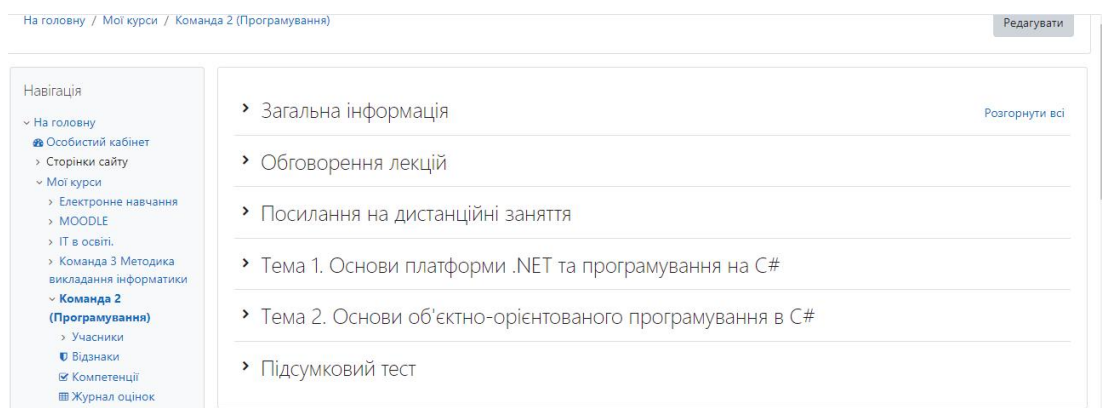 На головну / Мої курси / Команда 2 (Програмування)
Редагувати
Навігація
На головну
Особистий кабінет
Сторінки сайту
Мої курси
Електронне навчання
MOODLE
ІТ в освіті.
Команда 3 Методика
викладання інформатики
Команда 2
(Програмування)
Учасники
Відзнаки
Компетенції
Журнал оцінок
Загальна інформація
Розгорнути всі
Обговорення лекцій
Посилання на дистанційні заняття
Тема 1. Основи платформи .NET та програмування на C#
Тема 2. Основи об'єктно-орієнтованого програмування в C#
Підсумковий тест